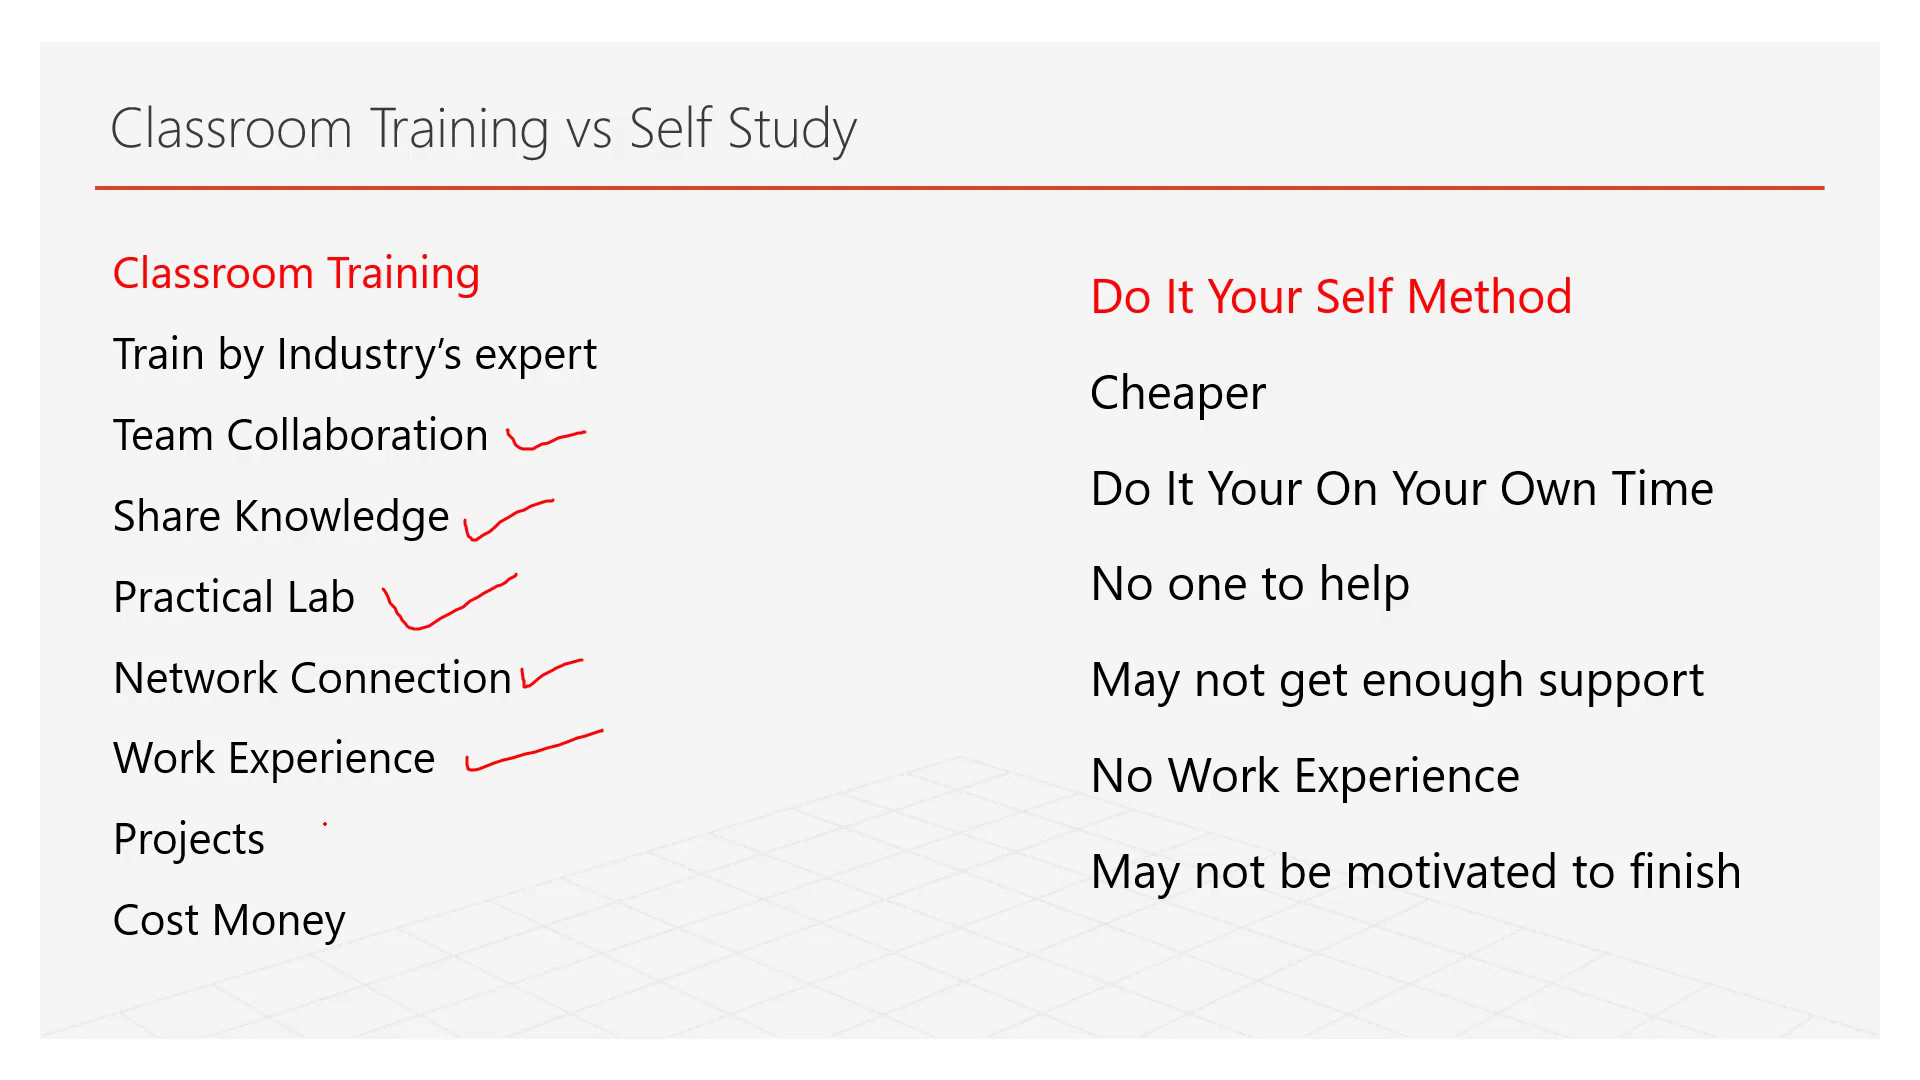 Classroom Training vs Self Study
Classroom Training
Train by Industry’s expert
Team Collaboration
Share Knowledge
Practical Lab
Network Connection
Work Experience
Projects
Cost Money
Do It Your Self Method
Cheaper
Do It Your On Your Own Time
No one to help
May not get enough support
No Work Experience
May not be motivated to finish